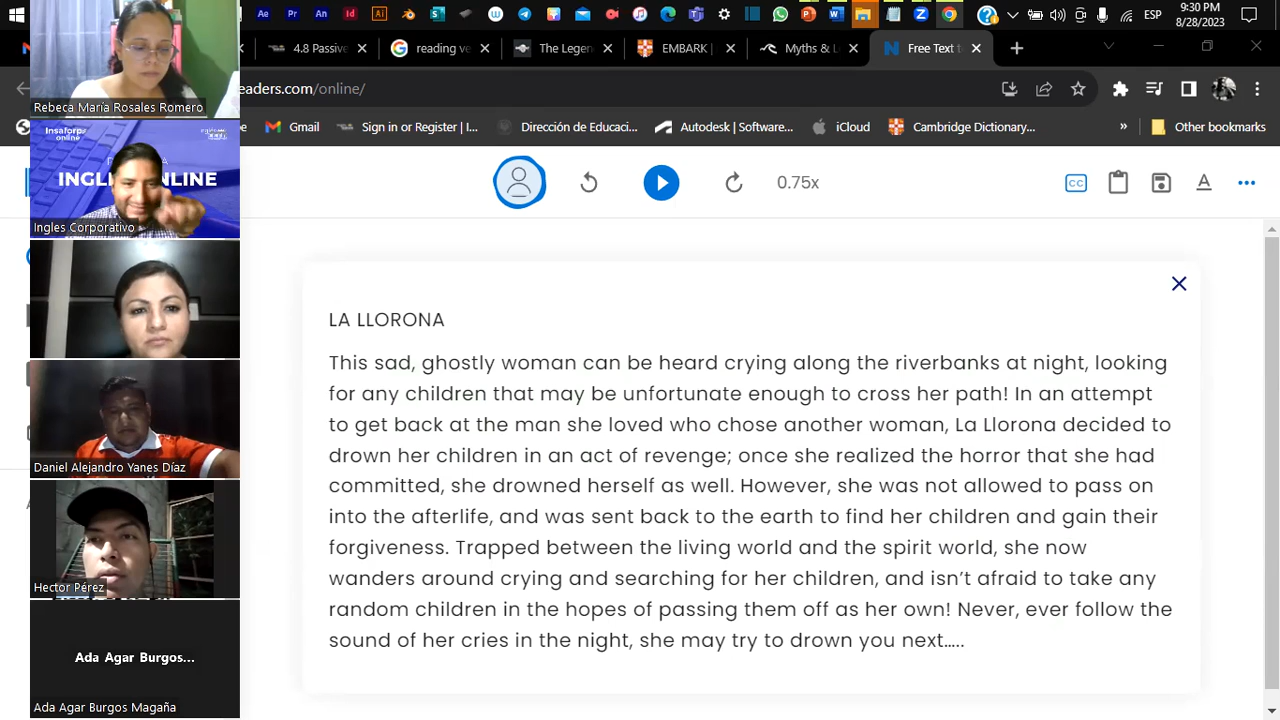 Rebeca María Rosales Romero
Insaforp
online
INGLÉS ONLINE
Ingles Corporativo
Daniel Alejandro Yanes Díaz
Hector Pérez
Ada Agar Burgos...
Ada Agar Burgos Magaña
ESP
9:30
8/28/2023
4.8 Passive
reading ve
The Legen
EMBARK |
Myths & L
Free Text t
eaders.com/online/
Gmail
Sign in or Register | I...
Dirección de Educaci...
Autodesk | Software...
iCloud
Cambridge Dictionary...
»
Other bookmarks
0.75x
CC
LA LLORONA
This sad, ghostly woman can be heard crying along the riverbanks at night, looking
for any children that may be unfortunate enough to cross her path! In an attempt
to get back at the man she loved who chose another woman, La Llorona decided to
drown her children in an act of revenge; once she realized the horror that she had
committed, she drowned herself as well. However, she was not allowed to pass on
into the afterlife, and was sent back to the earth to find her children and gain their
forgiveness. Trapped between the living world and the spirit world, she now
wanders around crying and searching for her children, and isn't afraid to take any
random children in the hopes of passing them off as her own! Never, ever follow the
sound of her cries in the night, she may try to drown you next.....